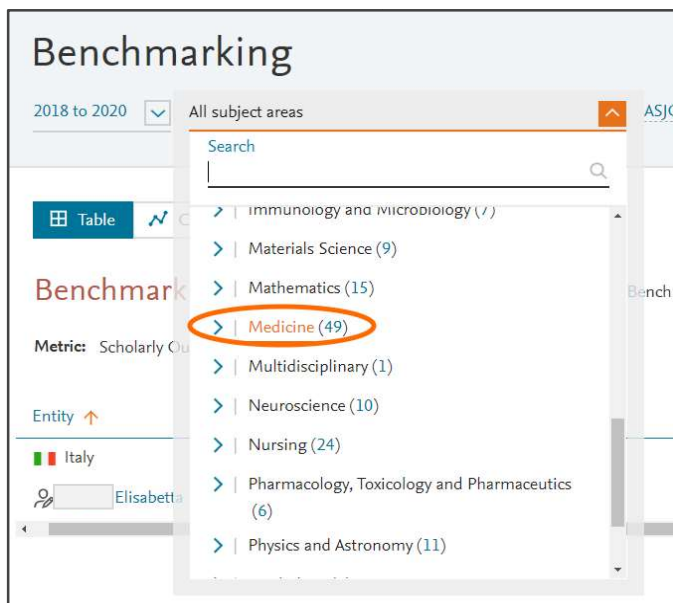 Benchmarking
2018 to 2020
All subject areas
ASJC
Search
Table
Immunology and Microbiology (7)
Materials Science (9)
Benchmark
Mathematics (15)
Bench
Medicine (49)
Metric: Scholarly Ou
Multidisciplinary (1)
Entity
Neuroscience (10)
Nursing (24)
Italy
Pharmacology, Toxicology and Pharmaceutics
(6)
Elisabetta
Physics and Astronomy (11)